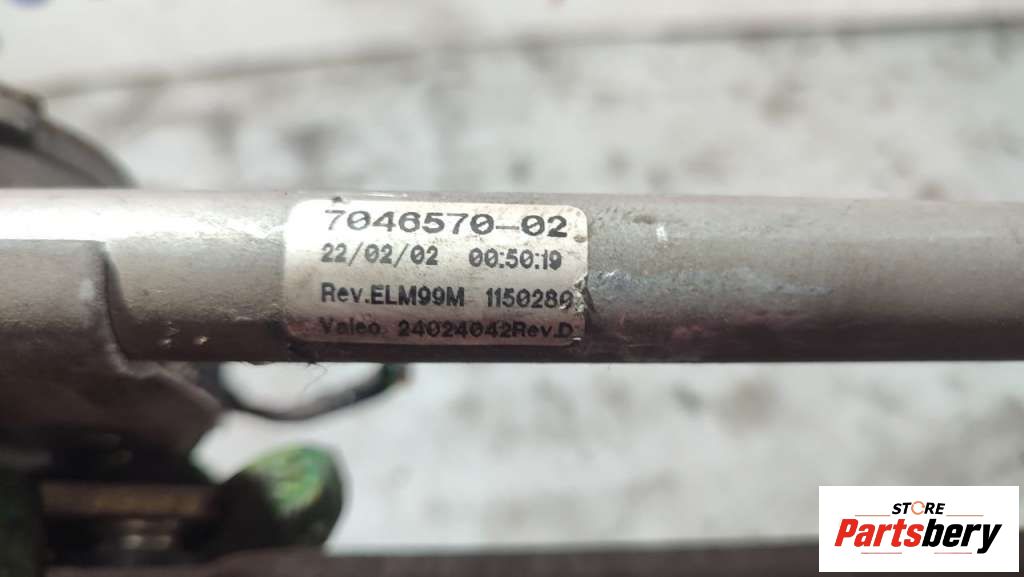 7046570-02
22/02/02 00:50:19
Rev.ELM99M 1150289
Valeo 24024042Rev.D
STORE
Partsbery